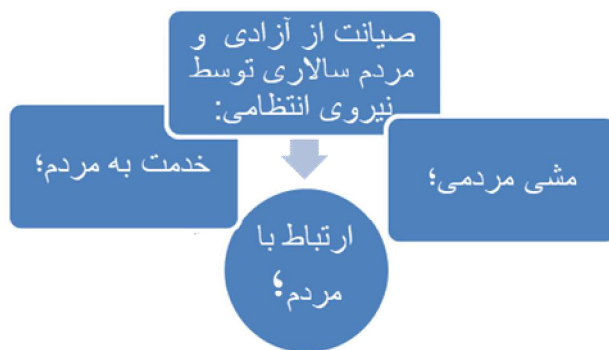 صیانت از آزادی و
مردم سالاری توسط
نیروی انتظامی:
مشی مردمی؛
خدمت به مردم؛
ارتباط با
مردم؛